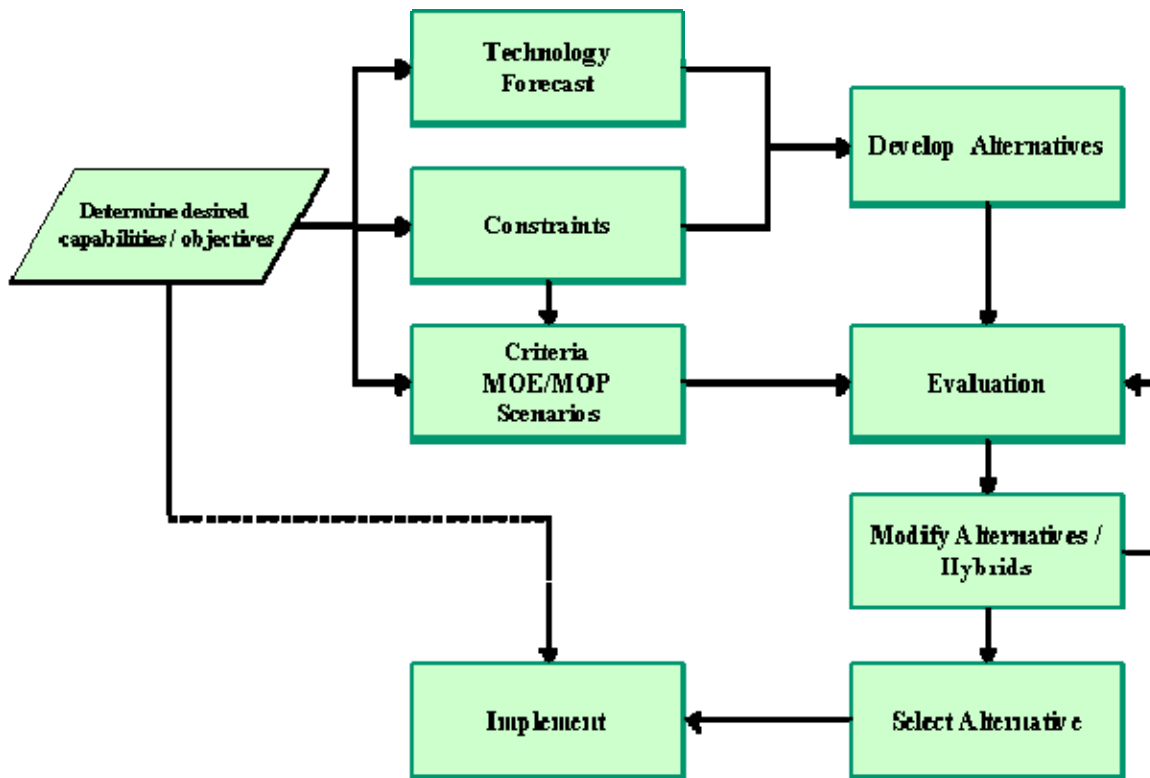 Technology
Forecast
Develop Alternatives
Determine desired
capabilities / objectives
Constraints
Criteria
MOE/MOP
Scenarios
Evaluation
Modify Alternatives /
Hybrids
Implement
Select Alternative